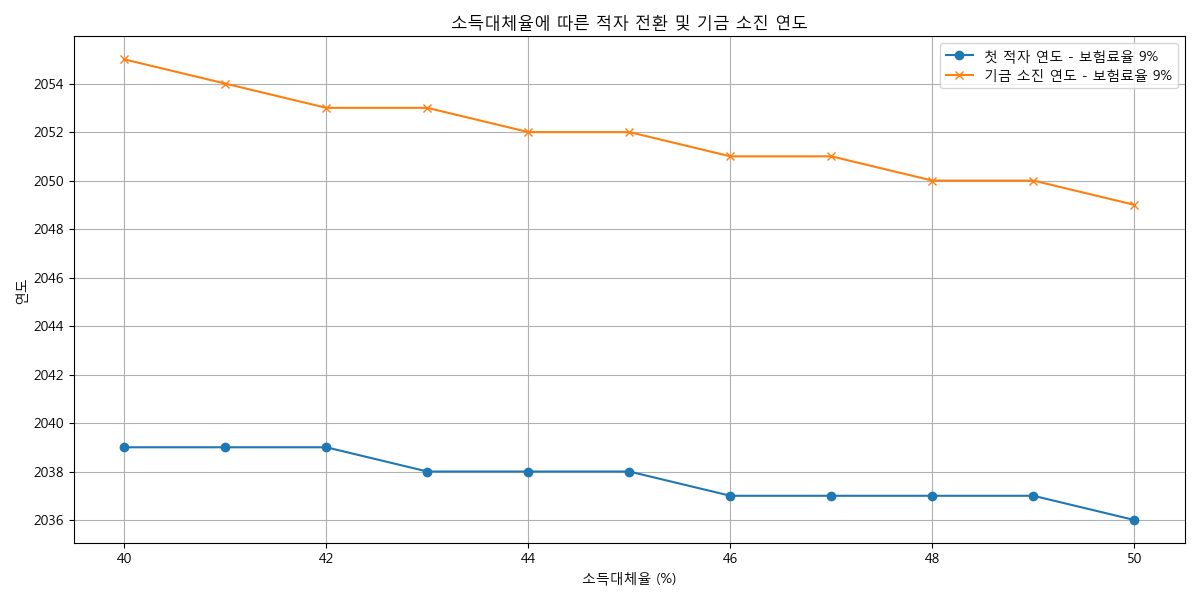 소득대체율에 따른 적자 전환 및 기금 소진 연도
첫 적자 연도 - 보험료율 9%
기금 소진 연도 - 보험료율 9%
연도
2054
2052
2050
2048
2046
2044
2042
2040
2038
2036
40 42 44 46 48 50
소득대체율 (%)